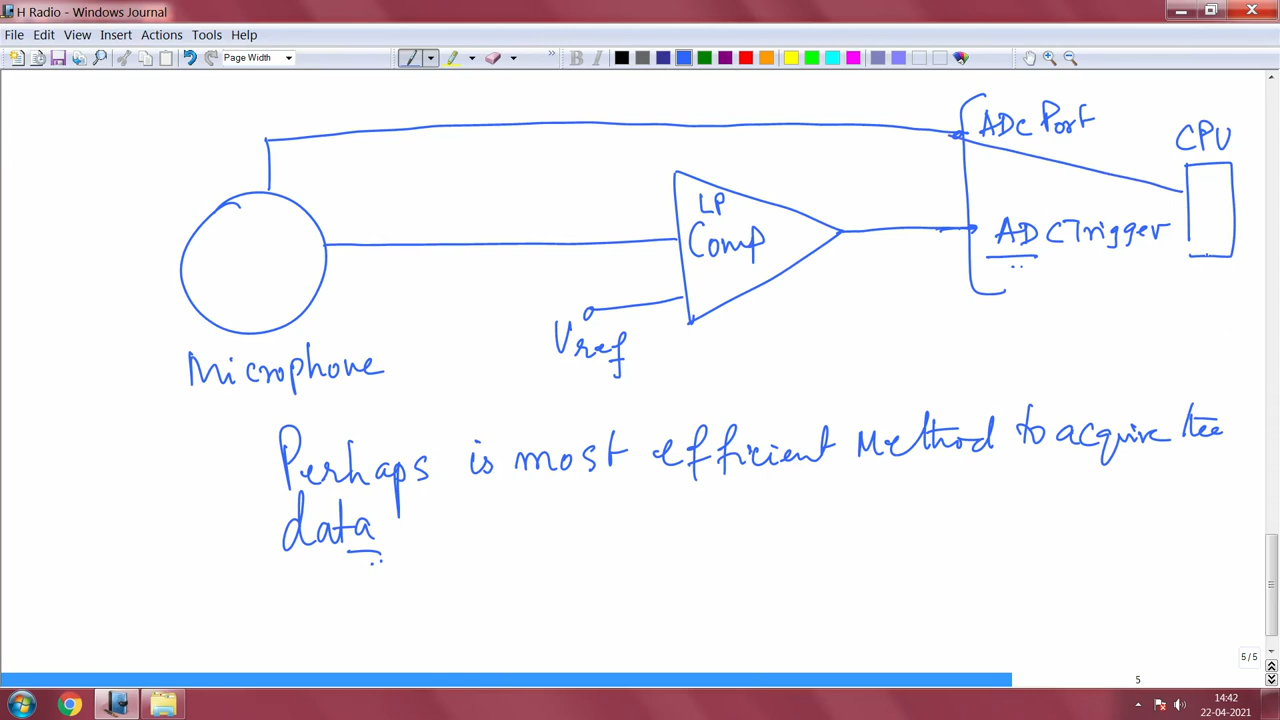 H Radio - Windows Journal
File Edit View Insert Actions Tools Help
Page Width
B I
ADC Port
CPU
LP
Comp
ADC Trigger
Vref
Microphone
Perhaps is most efficient Method to acquire the
data
5/5
5
14:42
22-04-2021